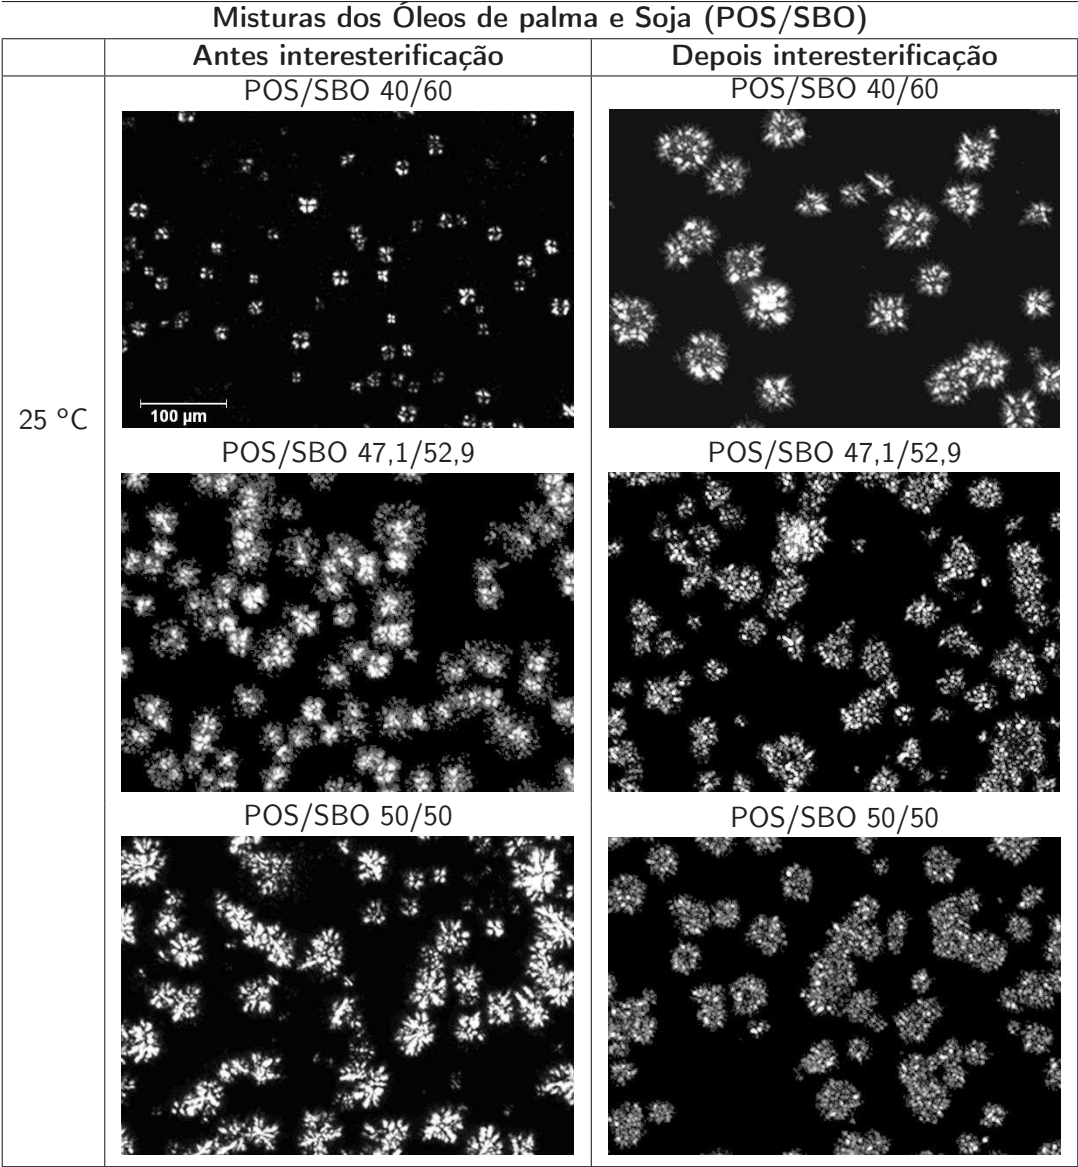 Misturas dos Óleos de palma e Soja (POS/SBO)
Antes interesterificação
Depois interesterificação
25 °C
POS/SBO 40/60
POS/SBO 40/60
100 µm
POS/SBO 47,1/52,9
POS/SBO 47,1/52,9
POS/SBO 50/50
POS/SBO 50/50